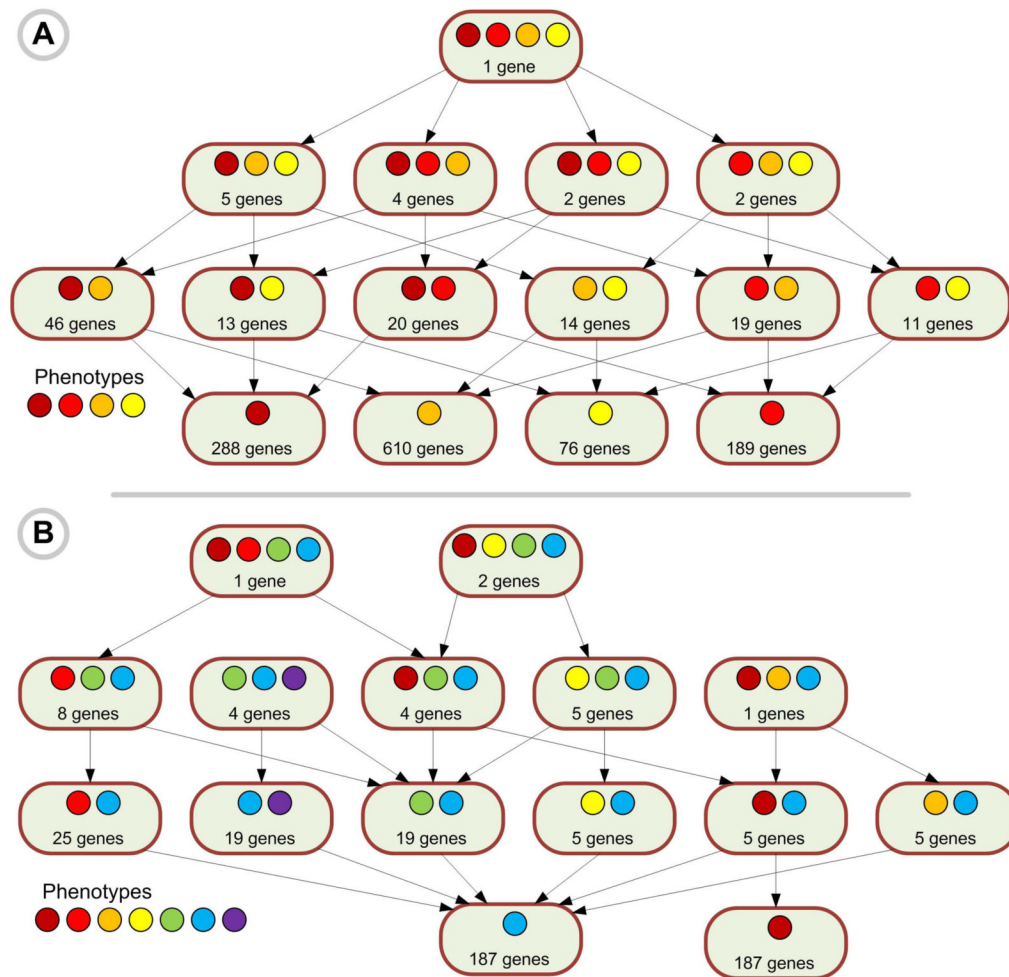 A
1 gene
5 genes
4 genes
2 genes
2 genes
46 genes
13 genes
20 genes
14 genes
19 genes
11 genes
Phenotypes
288 genes
610 genes
76 genes
189 genes
B
1 gene
2 genes
8 genes
4 genes
4 genes
5 genes
1 genes
25 genes
19 genes
19 genes
5 genes
5 genes
5 genes
Phenotypes
187 genes
187 genes